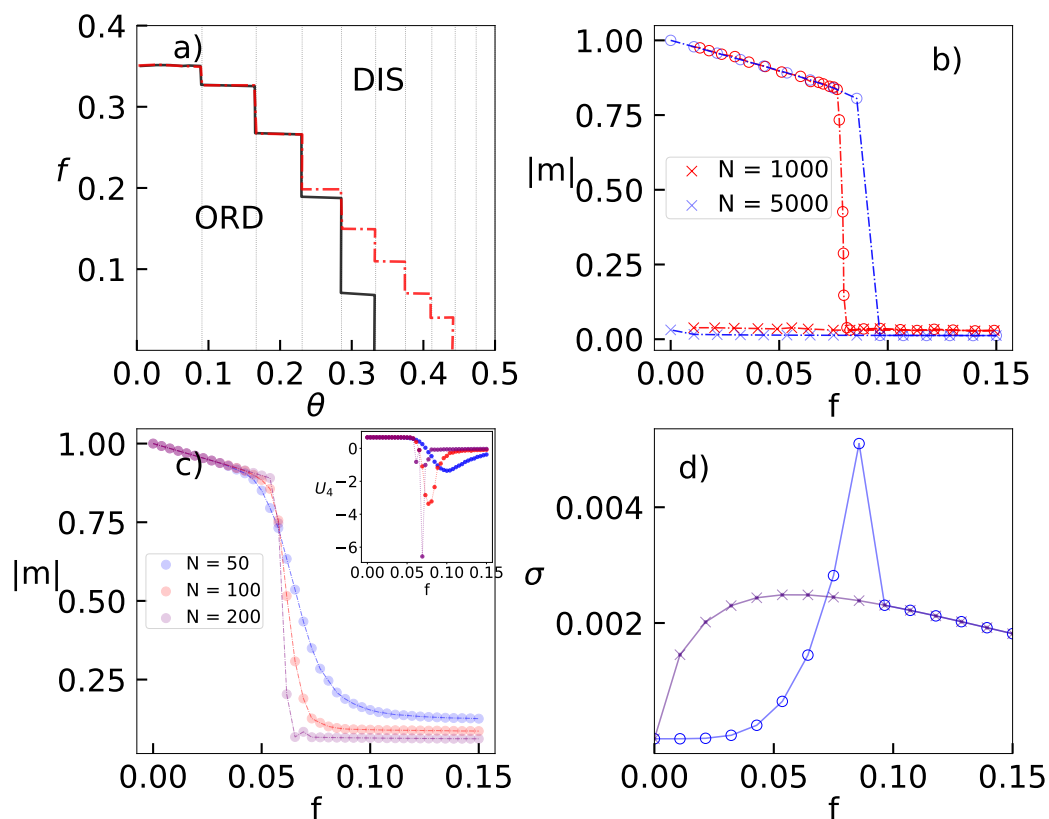 a)
DIS
ORD
f
0.4
0.3
0.2
0.1
0.0 0.1 0.2 0.3 0.4 0.5
θ
b)
|m|
1.00
0.75
0.50
0.25
0.00
N = 1000
N = 5000
0.00 0.05 0.10 0.15
f
c)
|m|
1.00
0.75
0.50
0.25
N = 50
N = 100
N = 200
0.00 0.05 0.10 0.15
f
U4
0
−2
−4
−6
0.00 0.05 0.10 0.15
f
d)
σ
0.004
0.002
0.00 0.05 0.10 0.15
f